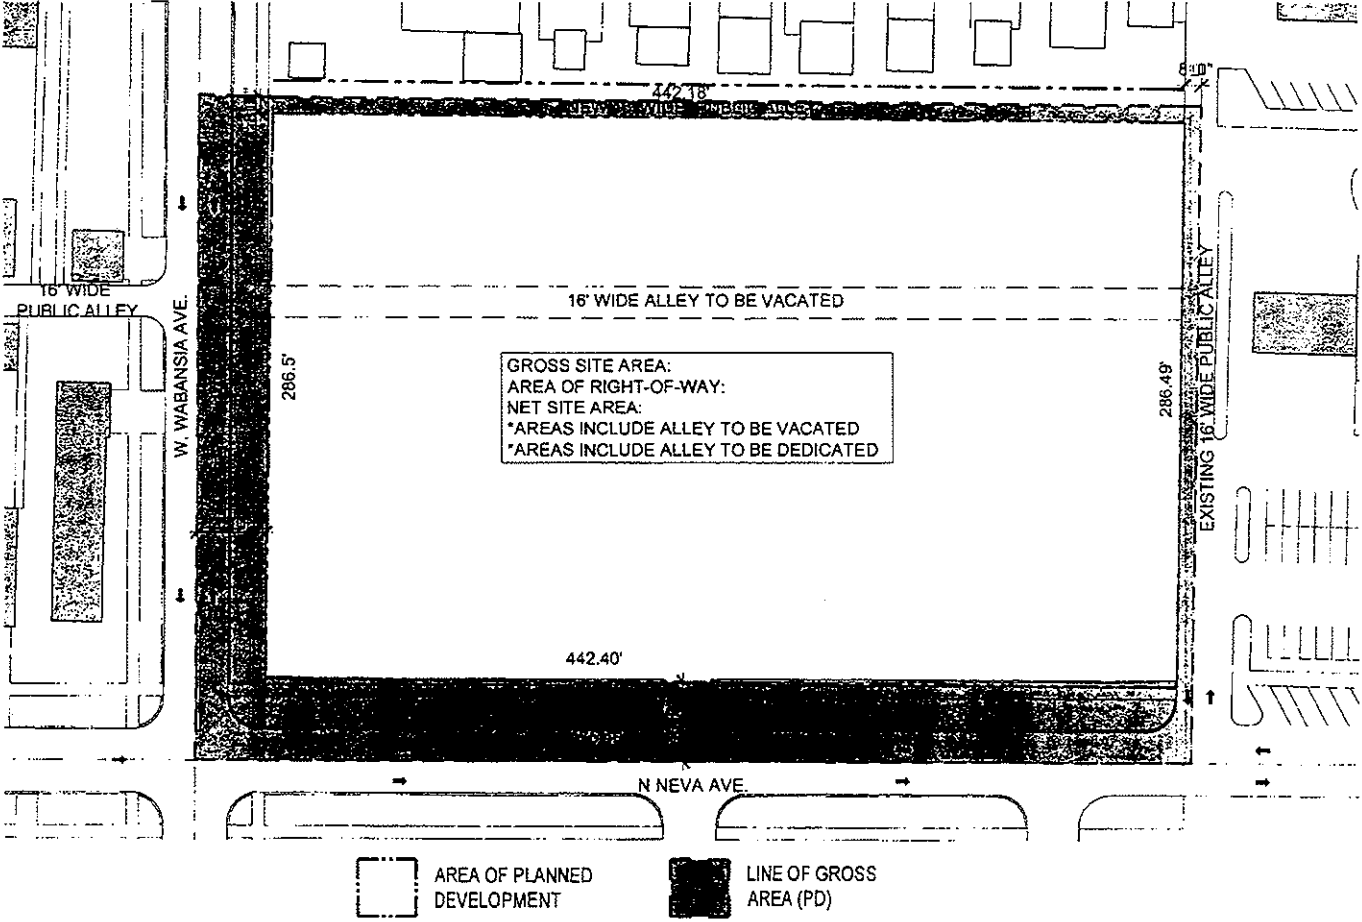 8'-0"
442.18'
16' WIDE
PUBLIC ALLEY
W. WABANSIA AVE.
286.5'
16' WIDE ALLEY TO BE VACATED
GROSS SITE AREA:
AREA OF RIGHT-OF-WAY:
NET SITE AREA:
*AREAS INCLUDE ALLEY TO BE VACATED
*AREAS INCLUDE ALLEY TO BE DEDICATED
286.49'
EXISTING 16' WIDE PUBLIC ALLEY
442.40'
N NEVA AVE.
AREA OF PLANNED
DEVELOPMENT
LINE OF GROSS
AREA (PD)